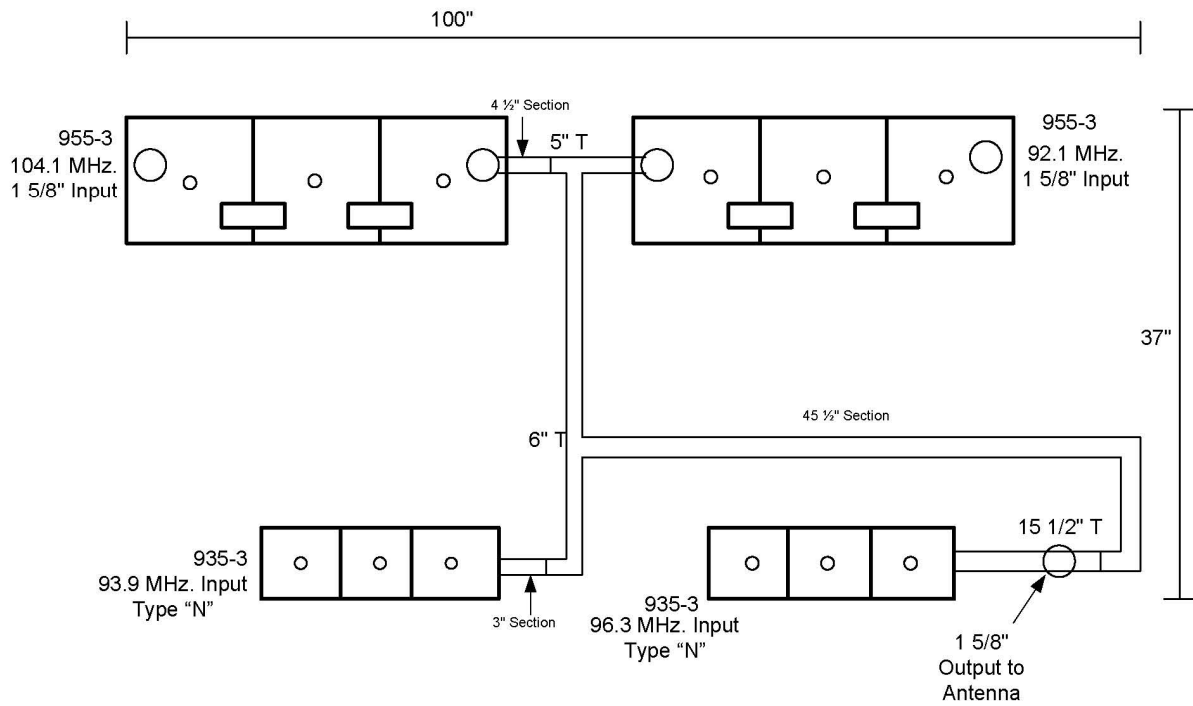 100"
4 ½" Section
5" T
955-3
104.1 MHz.
1 5/8" Input
955-3
92.1 MHz.
1 5/8" Input
37"
45 ½" Section
6" T
15 1/2" T
935-3
93.9 MHz. Input
Type “N”
3" Section
935-3
96.3 MHz. Input
Type “N”
1 5/8"
Output to
Antenna